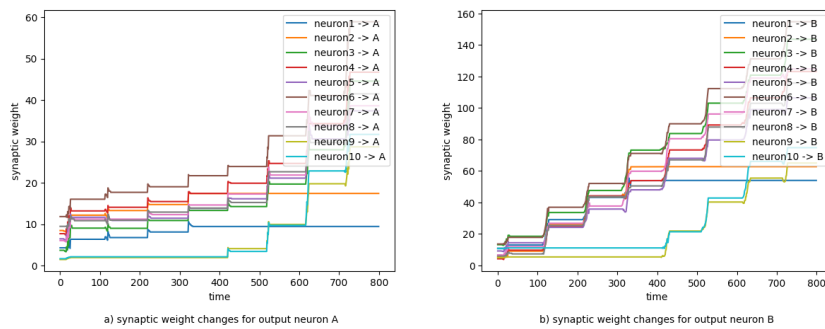 60
50
40
30
20
10
0
synaptic weight
neuron1 -> A
neuron2 -> A
neuron3 -> A
neuron4 -> A
neuron5 -> A
neuron6 -> A
neuron7 -> A
neuron8 -> A
neuron9 -> A
neuron10 -> A
0 100 200 300 400 500 600 700 800
time
a) synaptic weight changes for output neuron A
160
140
120
100
80
60
40
20
0
synaptic weight
neuron1 -> B
neuron2 -> B
neuron3 -> B
neuron4 -> B
neuron5 -> B
neuron6 -> B
neuron7 -> B
neuron8 -> B
neuron9 -> B
neuron10 -> B
0 100 200 300 400 500 600 700 800
time
b) synaptic weight changes for output neuron B